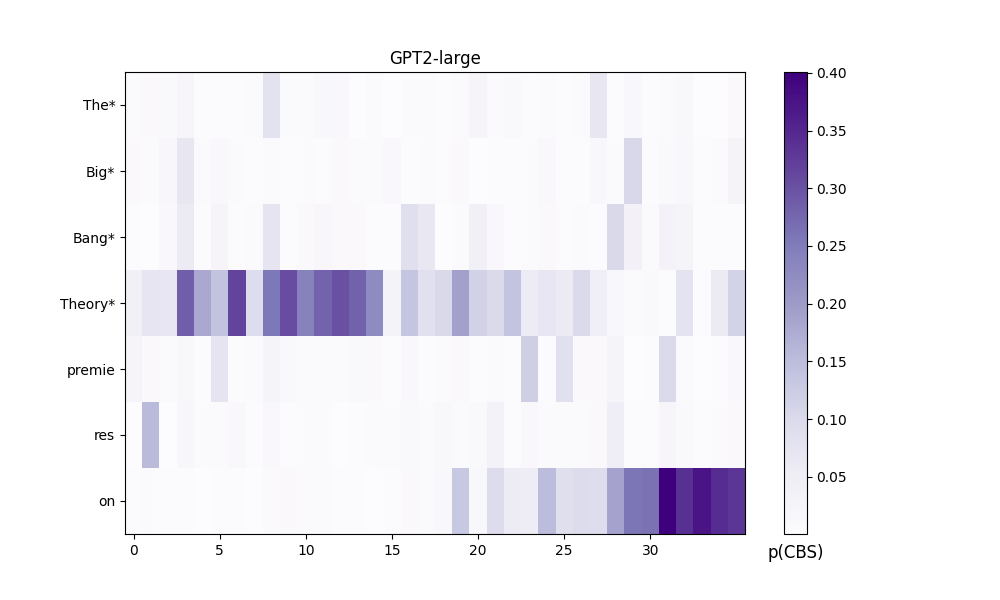 GPT2-large
The*
Big*
Bang*
Theory*
premie
res
on
0 5 10 15 20 25 30
0.40
0.35
0.30
0.25
0.20
0.15
0.10
0.05
p(CBS)